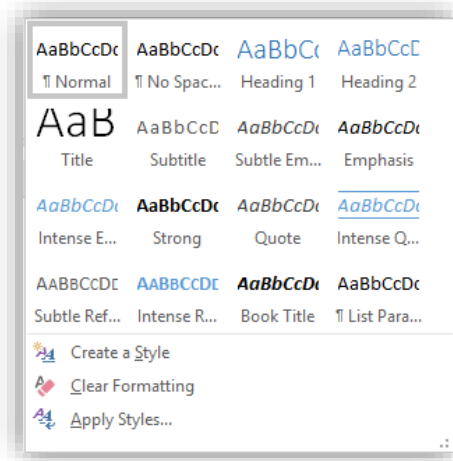 AaBbCcDc AaBbCcDc AaBbCc AaBbCcD
¶ Normal ¶ No Spac... Heading 1 Heading 2
AaB AaBbCcD AaBbCcDc AaBbCcDc
Title Subtitle Subtle Em... Emphasis
AaBbCcDc AaBbCcDc AaBbCcDc AaBbCcDc
Intense E... Strong Quote Intense Q...
AABBCCDD AABBCCDD AaBbCcDc AaBbCcDc
Subtle Ref... Intense R... Book Title ¶ List Para...
Create a Style
Clear Formatting
Apply Styles...